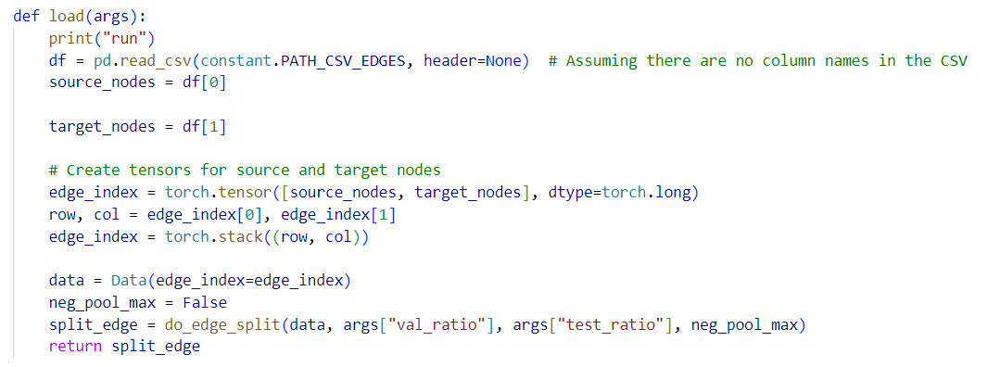 def load(args):
    print("run")
    df = pd.read_csv(constant.PATH_CSV_EDGES, header=None)  # Assuming there are no column names in the CSV
    source_nodes = df[0]

    target_nodes = df[1]

    # Create tensors for source and target nodes
    edge_index = torch.tensor([source_nodes, target_nodes], dtype=torch.long)
    row, col = edge_index[0], edge_index[1]
    edge_index = torch.stack((row, col))

    data = Data(edge_index=edge_index)
    neg_pool_max = False
    split_edge = do_edge_split(data, args["val_ratio"], args["test_ratio"], neg_pool_max)
    return split_edge